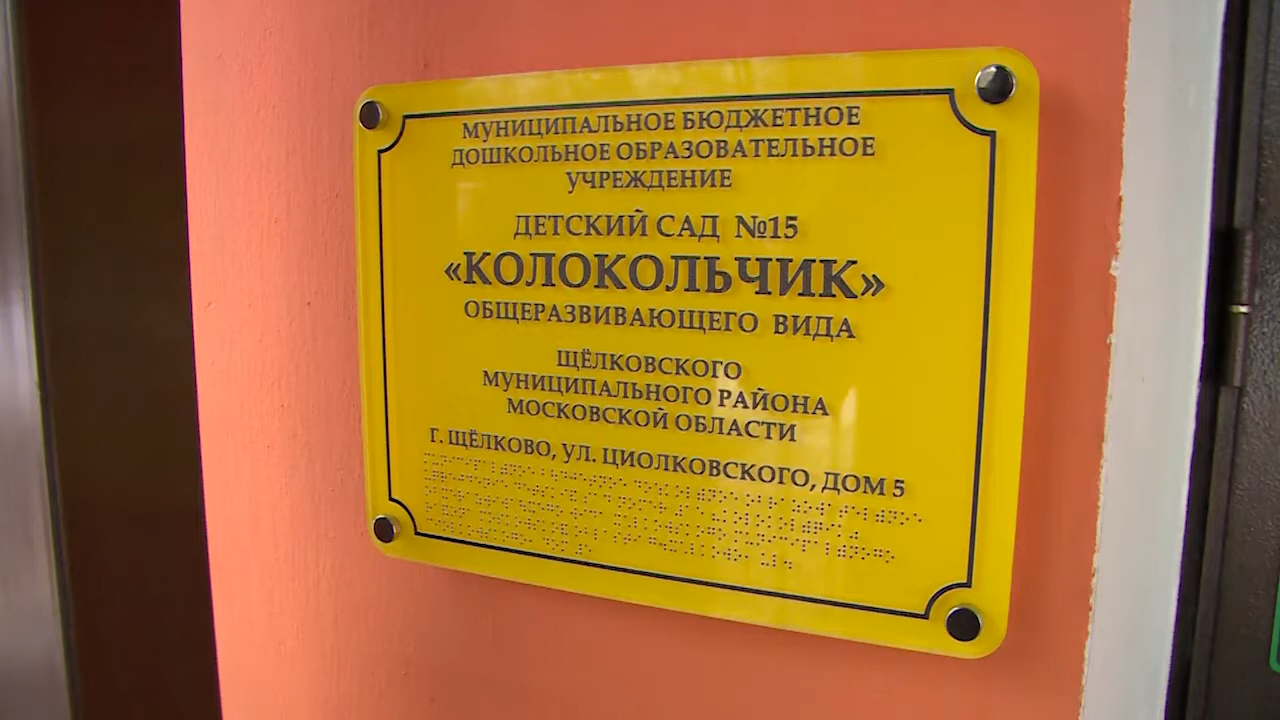 МУНИЦИПАЛЬНОЕ БЮДЖЕТНОЕ
ДОШКОЛЬНОЕ ОБРАЗОВАТЕЛЬНОЕ
УЧРЕЖДЕНИЕ
ДЕТСКИЙ САД №15
«КОЛОКОЛЬЧИК»
ОБЩЕРАЗВИВАЮЩЕГО ВИДА
ЩЁЛКОВСКОГО
МУНИЦИПАЛЬНОГО РАЙОНА
МОСКОВСКОЙ ОБЛАСТИ
Г. ЩЁЛКОВО, УЛ. ЦИОЛКОВСКОГО, ДОМ 5